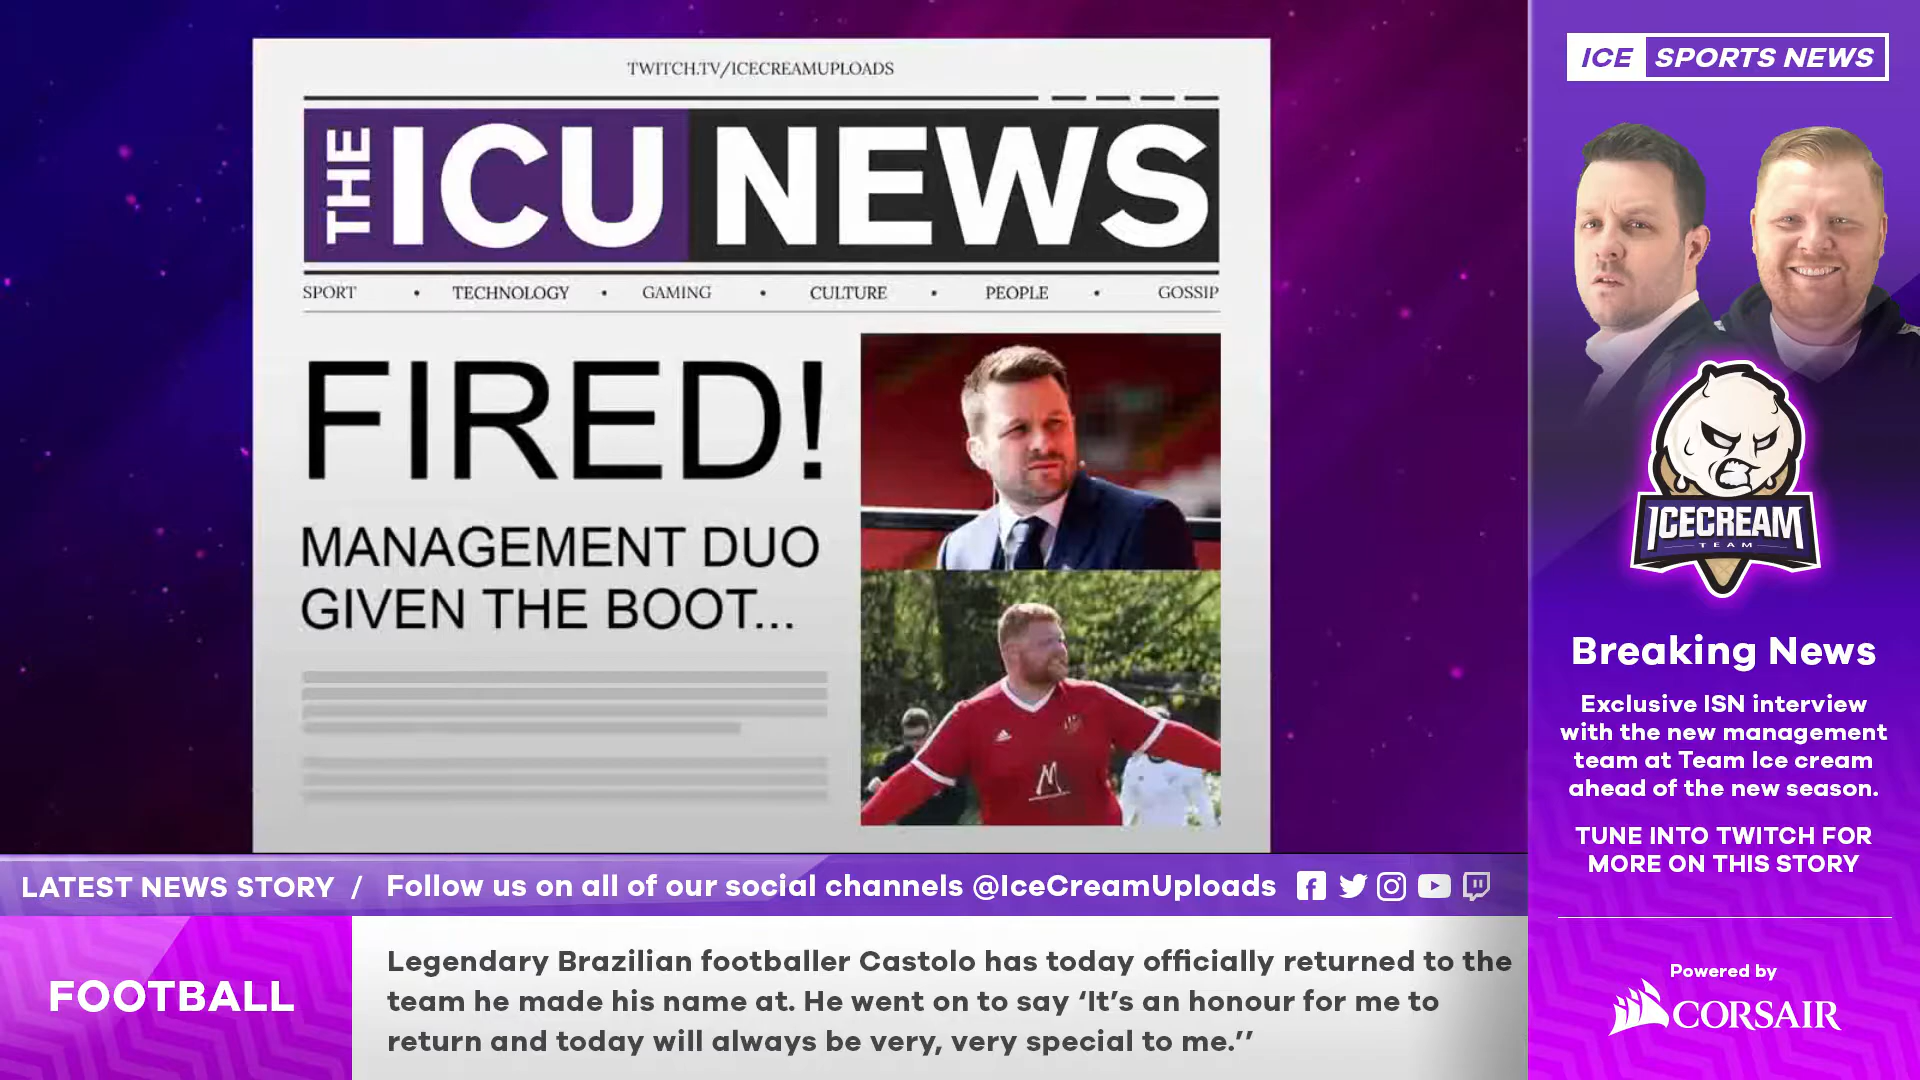 TWITCH.TV/ICECREAMUPLOADS
THE ICU NEWS
SPORT • TECHNOLOGY • GAMING • CULTURE • PEOPLE • GOSSIP
FIRED!
MANAGEMENT DUO
GIVEN THE BOOT...
M
ICE SPORTS NEWS
ICECREAM
TEAM
Breaking News
Exclusive ISN interview
with the new management
team at Team Ice cream
ahead of the new season.
TUNE INTO TWITCH FOR
MORE ON THIS STORY
Powered by
CORSAIR
LATEST NEWS STORY / Follow us on all of our social channels @IceCreamUploads
FOOTBALL
Legendary Brazilian footballer Castolo has today officially returned to the
team he made his name at. He went on to say ‘It’s an honour for me to
return and today will always be very, very special to me.’’